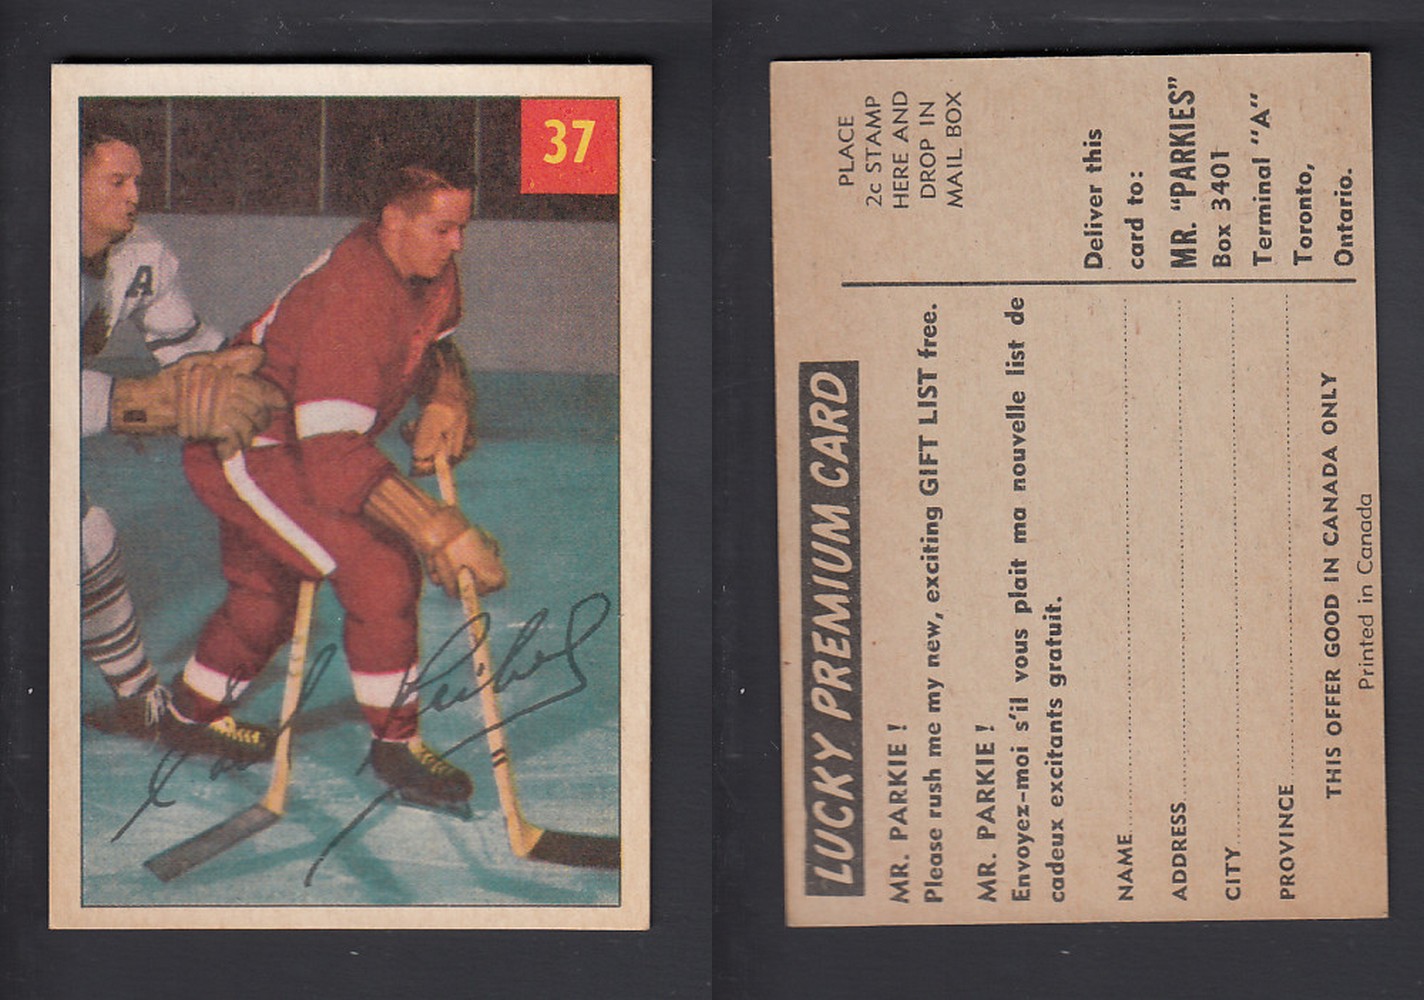 37
A
Earl Reibel
LUCKY PREMIUM CARD
MR. PARKIE !
Please rush me my new, exciting GIFT LIST free.
MR. PARKIE !
Envoyez-moi s'il vous plait ma nouvelle list de
cadeux excitants gratuit.
NAME
ADDRESS
CITY
PROVINCE
THIS OFFER GOOD IN CANADA ONLY
Printed in Canada
PLACE
2c STAMP
HERE AND
DROP IN
MAIL BOX
Deliver this
card to:
MR. “PARKIES”
Box 3401
Terminal “A”
Toronto,
Ontario.